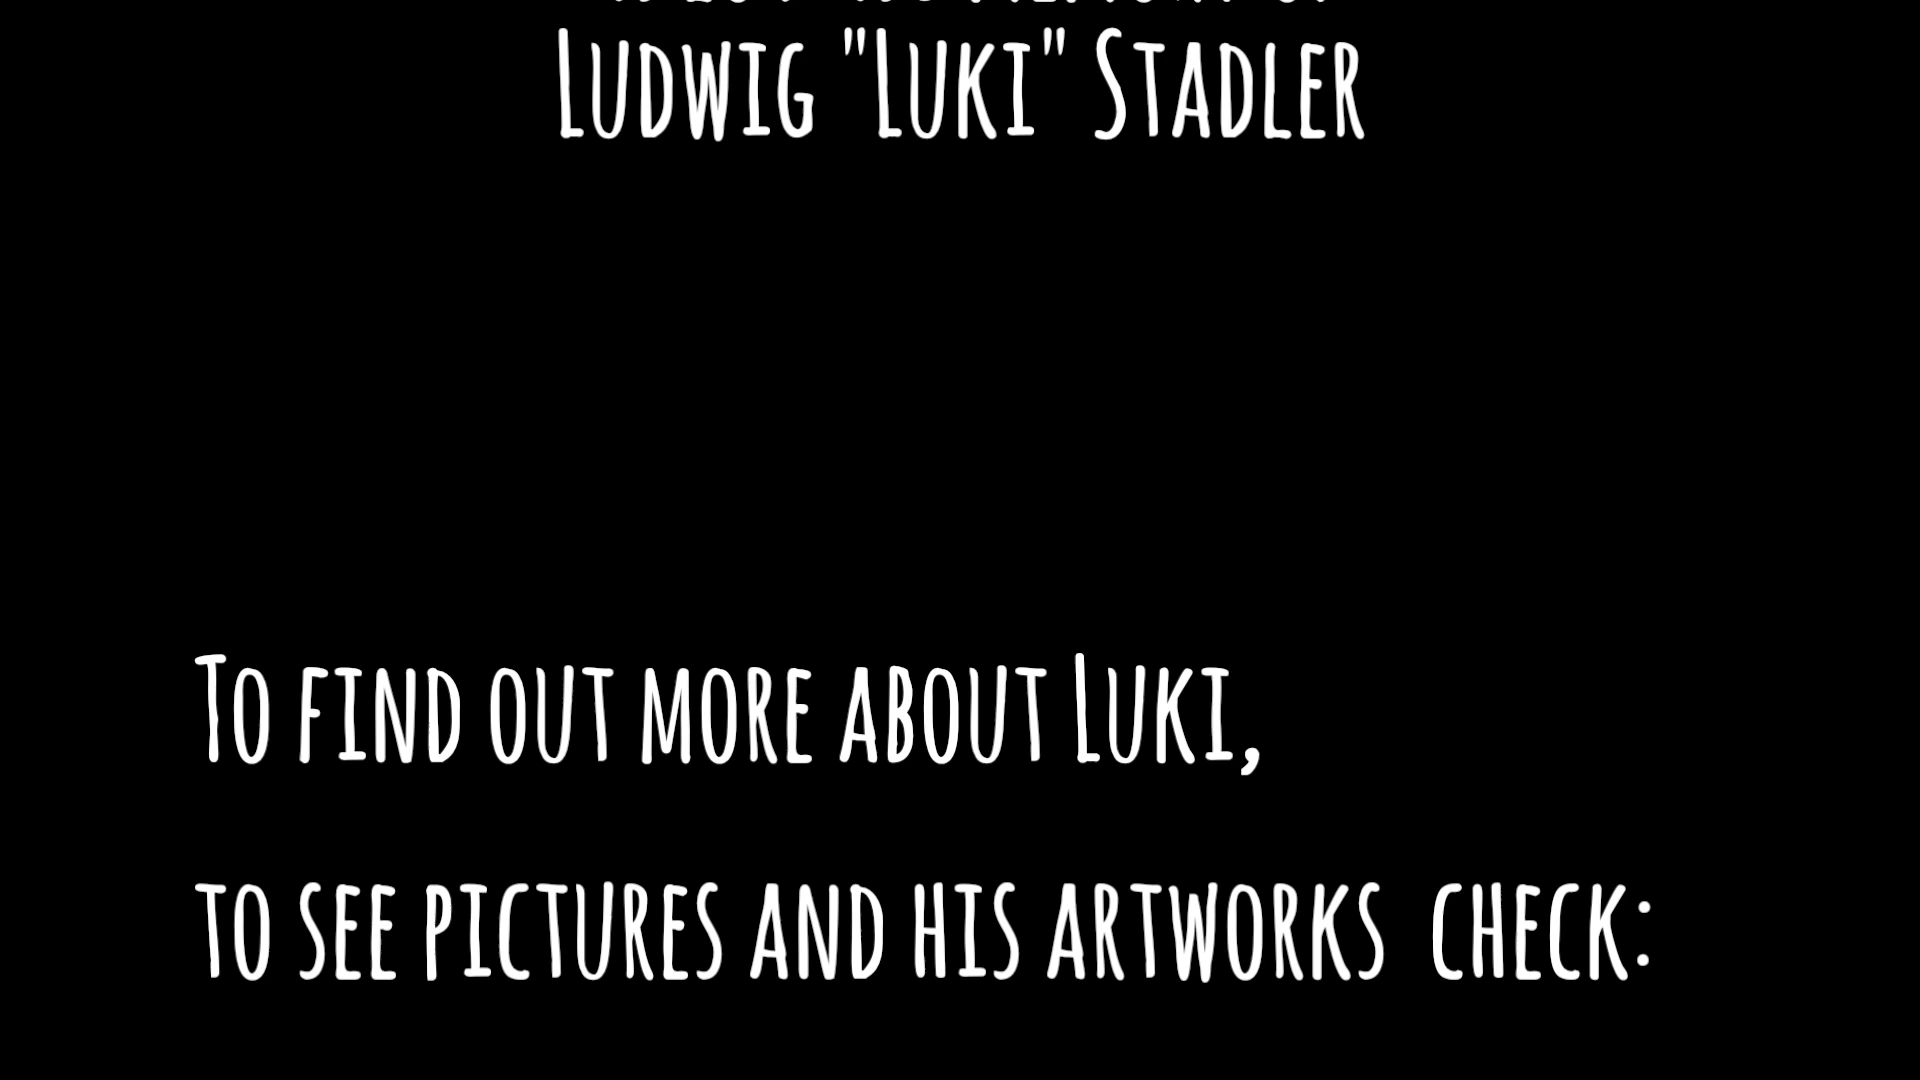 Ludwig "Luki" Stadler
To find out more about Luki,
to see pictures and his artworks check: